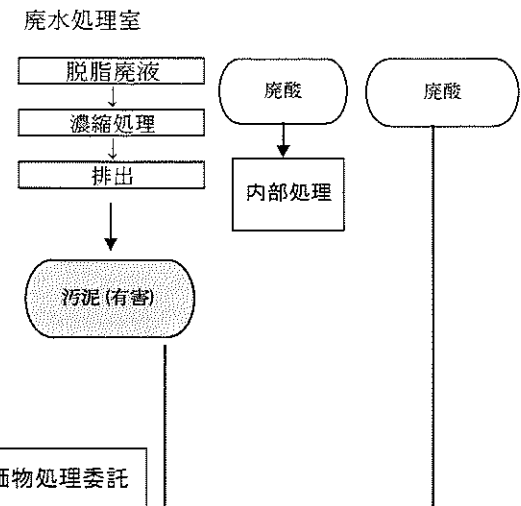 廃水処理室
脱脂廃液
濃縮処理
排出
汚泥 (有害)
廃酸
内部処理
廃酸
価物処理委託